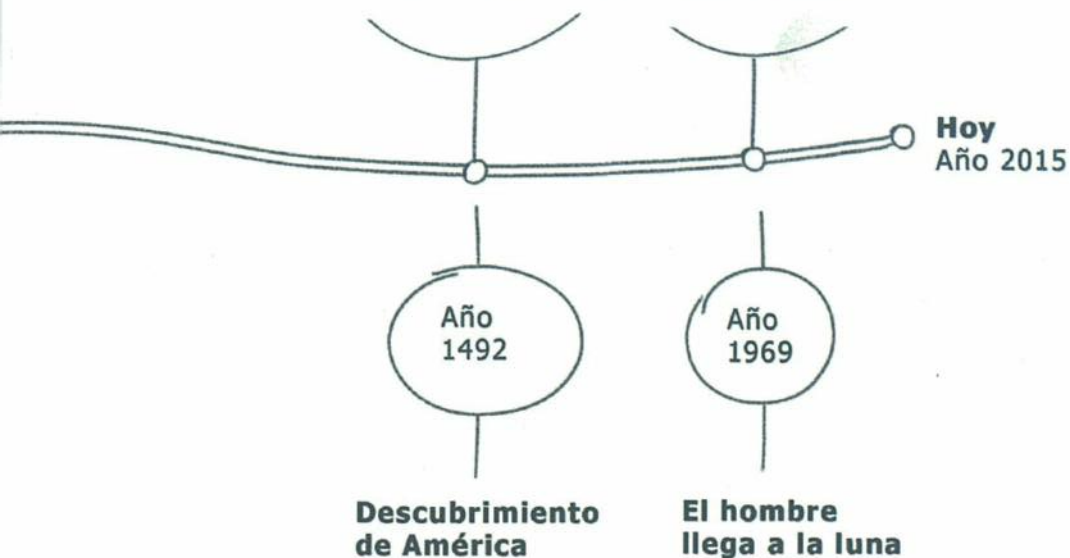 Hoy
Año 2015
Año
1492
Año
1969
Descubrimiento
de América
El hombre
llega a la luna